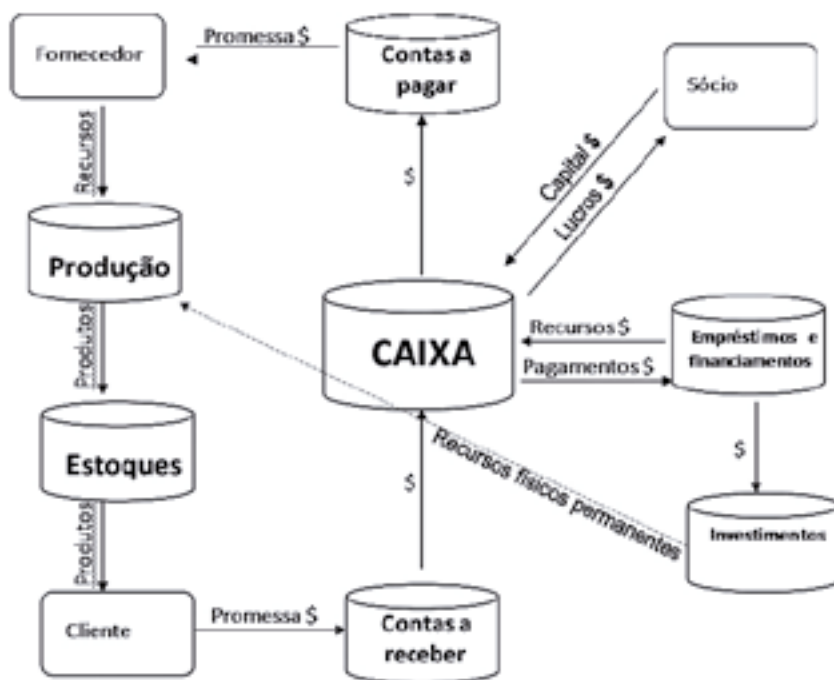 Fornecedor
Promessa $
Contas a
pagar
Sócio
Recursos
$
Capital $
Lucros $
Produção
CAIXA
Recursos $
Pagamentos $
Empréstimos e
financiamentos
Produtos
Estoques
$
Recursos físicos permanentes
$
Investimentos
Produtos
Cliente
Promessa $
Contas a
receber